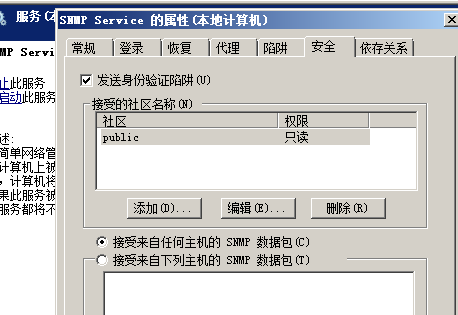 服务(本
SNMP Service 的属性(本地计算机)
常规 登录 恢复 代理 陷阱 安全 依存关系
MP Servi
止此服务
启动此服务
述:
简单网络管
计算机上被
，计算机将
果此服务被
服务都将不
发送身份验证陷阱(U)
接受的社区名称(N)
社区 权限
public 只读
添加(D)... 编辑(E)... 删除(R)
接受来自任何主机的 SNMP 数据包(C)
接受来自下列主机的 SNMP 数据包(T)